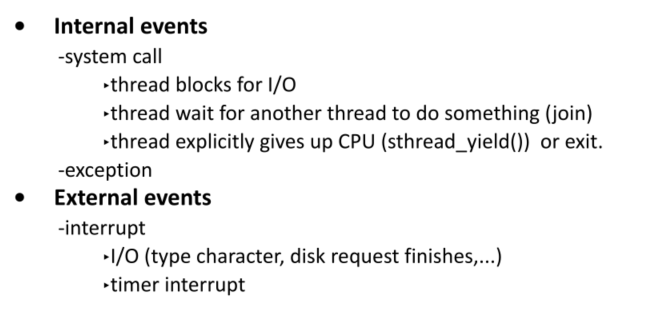 • Internal events
-system call
‣thread blocks for I/O
‣thread wait for another thread to do something (join)
‣thread explicitly gives up CPU (sthread_yield()) or exit.
-exception
• External events
-interrupt
‣I/O (type character, disk request finishes,...)
‣timer interrupt